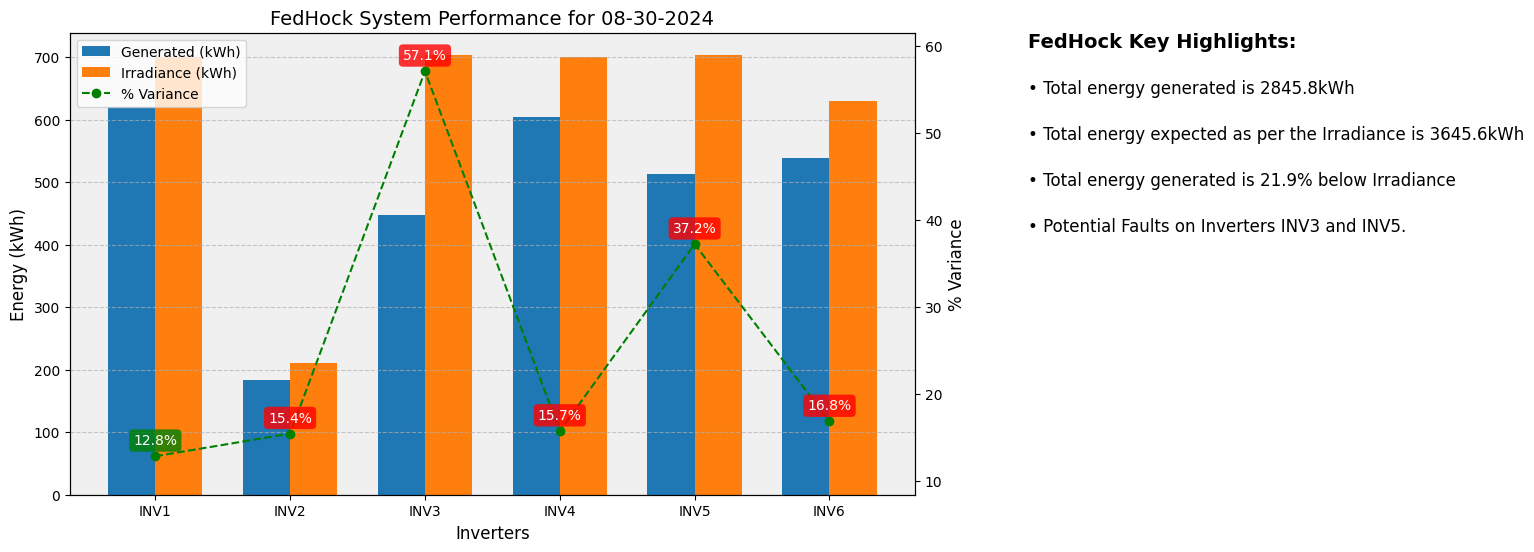 FedHock System Performance for 08-30-2024
Generated (kWh)
Irradiance (kWh)
% Variance
700
600
500
400
300
200
100
0
Energy (kWh)
12.8%
15.4%
57.1%
15.7%
37.2%
16.8%
60
50
40
30
20
10
% Variance
INV1 INV2 INV3 INV4 INV5 INV6
Inverters
FedHock Key Highlights:
• Total energy generated is 2845.8kWh
• Total energy expected as per the Irradiance is 3645.6kWh
• Total energy generated is 21.9% below Irradiance
• Potential Faults on Inverters INV3 and INV5.